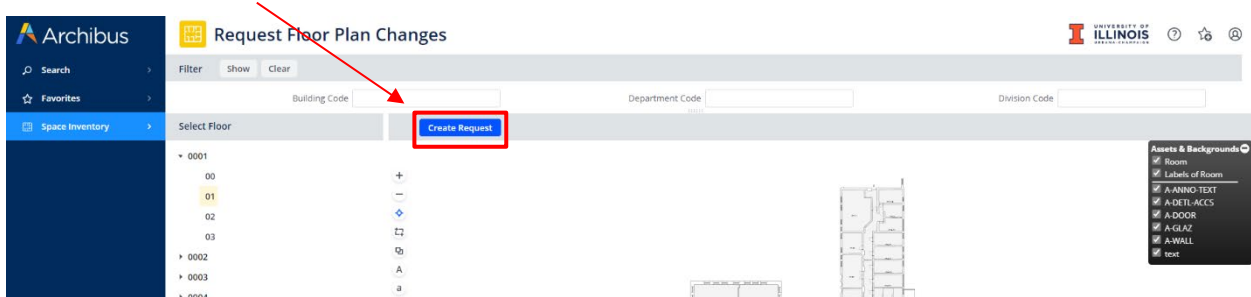 Archibus
Request Floor Plan Changes
I
UNIVERSITY OF
ILLINOIS
URBANA-CHAMPAIGN
?
Search
Filter
Show
Clear
Favorites
Building Code
Department Code
Division Code
Space Inventory
Select Floor
Create Request
Assets & Backgrounds
Room
Labels of Room
A-ANNO-TEXT
A-DETL-ACCS
A-DOOR
A-GLAZ
A-WALL
text
0001
00
01
02
03
0002
0003
0004
+
−
A
a